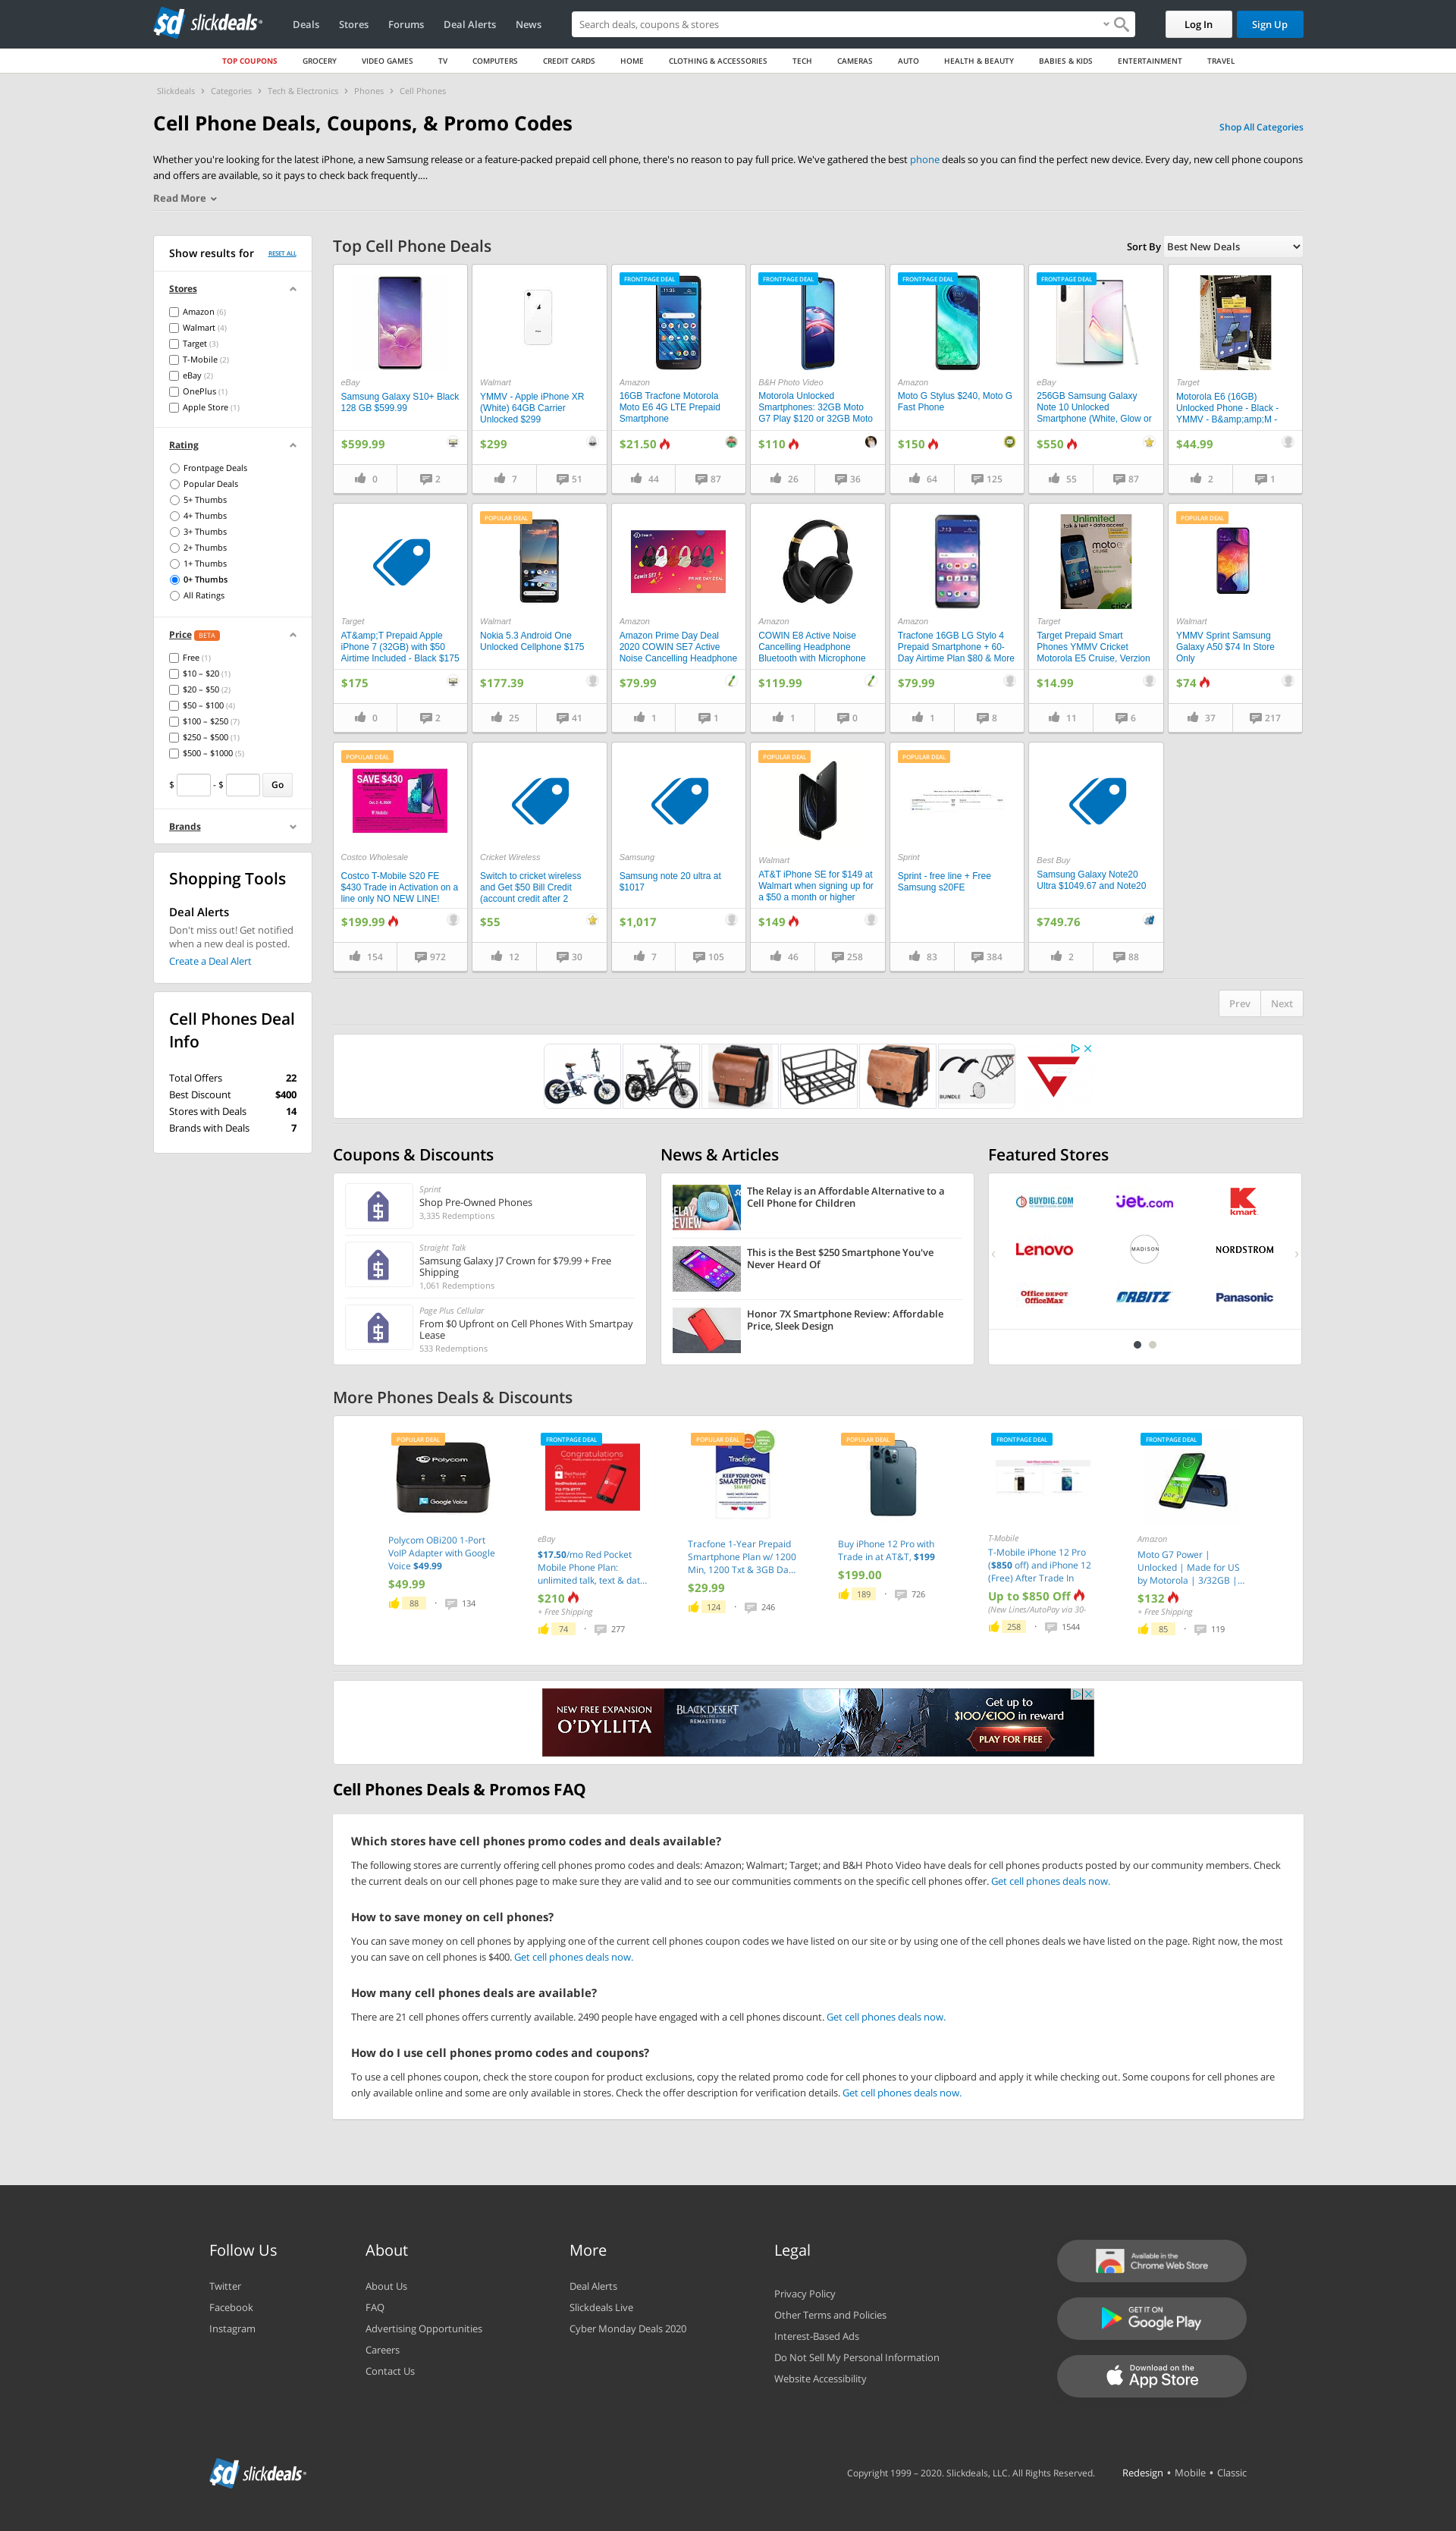 sd slickdeals
Deals Stores Forums Deal Alerts News
Search deals, coupons & stores
Log In Sign Up
TOP COUPONS GROCERY VIDEO GAMES TV COMPUTERS CREDIT CARDS HOME CLOTHING & ACCESSORIES TECH CAMERAS AUTO HEALTH & BEAUTY BABIES & KIDS ENTERTAINMENT TRAVEL
Slickdeals › Categories › Tech & Electronics › Phones › Cell Phones
Cell Phone Deals, Coupons, & Promo Codes
Shop All Categories
Whether you're looking for the latest iPhone, a new Samsung release or a feature-packed prepaid cell phone, there's no reason to pay full price. We've gathered the best phone deals so you can find the perfect new device. Every day, new cell phone coupons
and offers are available, so it pays to check back frequently....
Read More
Show results for RESET ALL
Stores
Amazon (6)
Walmart (4)
Target (3)
T-Mobile (2)
eBay (2)
OnePlus (1)
Apple Store (1)
Rating
Frontpage Deals
Popular Deals
5+ Thumbs
4+ Thumbs
3+ Thumbs
2+ Thumbs
1+ Thumbs
0+ Thumbs
All Ratings
Price BETA
Free (1)
$10 – $20 (1)
$20 – $50 (2)
$50 – $100 (4)
$100 – $250 (7)
$250 – $500 (1)
$500 – $1000 (5)
$ - $ Go
Brands
Shopping Tools
Deal Alerts
Don't miss out! Get notified
when a new deal is posted.
Create a Deal Alert
Cell Phones Deal
Info
Total Offers 22
Best Discount $400
Stores with Deals 14
Brands with Deals 7
Top Cell Phone Deals
Sort By Best New Deals
eBay
Samsung Galaxy S10+ Black
128 GB $599.99
$599.99
0 2
Walmart
YMMV - Apple iPhone XR
(White) 64GB Carrier
Unlocked $299
$299
7 51
FRONTPAGE DEAL
Amazon
16GB Tracfone Motorola
Moto E6 4G LTE Prepaid
Smartphone
$21.50
44 87
FRONTPAGE DEAL
B&H Photo Video
Motorola Unlocked
Smartphones: 32GB Moto
G7 Play $120 or 32GB Moto
$110
26 36
FRONTPAGE DEAL
Amazon
Moto G Stylus $240, Moto G
Fast Phone
$150
64 125
FRONTPAGE DEAL
eBay
256GB Samsung Galaxy
Note 10 Unlocked
Smartphone (White, Glow or
$550
55 87
Target
Motorola E6 (16GB)
Unlocked Phone - Black -
YMMV - B&amp;amp;M -
$44.99
2 1
Target
AT&amp;T Prepaid Apple
iPhone 7 (32GB) with $50
Airtime Included - Black $175
$175
0 2
POPULAR DEAL
Walmart
Nokia 5.3 Android One
Unlocked Cellphone $175
$177.39
25 41
Amazon
Amazon Prime Day Deal
2020 COWIN SE7 Active
Noise Cancelling Headphone
$79.99
1 1
Amazon
COWIN E8 Active Noise
Cancelling Headphone
Bluetooth with Microphone
$119.99
1 0
Amazon
Tracfone 16GB LG Stylo 4
Prepaid Smartphone + 60-
Day Airtime Plan $80 & More
$79.99
1 8
Unlimited
talk & text + data access
Target
Target Prepaid Smart
Phones YMMV Cricket
Motorola E5 Cruise, Verzion
$14.99
11 6
POPULAR DEAL
Walmart
YMMV Sprint Samsung
Galaxy A50 $74 In Store
Only
$74
37 217
POPULAR DEAL
SAVE $430
Costco Wholesale
Costco T-Mobile S20 FE
$430 Trade in Activation on a
line only NO NEW LINE!
$199.99
154 972
Cricket Wireless
Switch to cricket wireless
and Get $50 Bill Credit
(account credit after 2
$55
12 30
Samsung
Samsung note 20 ultra at
$1017
$1,017
7 105
POPULAR DEAL
Walmart
AT&T iPhone SE for $149 at
Walmart when signing up for
a $50 a month or higher
$149
46 258
POPULAR DEAL
Sprint
Sprint - free line + Free
Samsung s20FE
83 384
Best Buy
Samsung Galaxy Note20
Ultra $1049.67 and Note20
$749.76
2 88
Prev Next
BUNDLE
Coupons & Discounts
Sprint
Shop Pre-Owned Phones
3,335 Redemptions
Straight Talk
Samsung Galaxy J7 Crown for $79.99 + Free
Shipping
1,061 Redemptions
Page Plus Cellular
From $0 Upfront on Cell Phones With Smartpay
Lease
533 Redemptions
News & Articles
The Relay is an Affordable Alternative to a
Cell Phone for Children
This is the Best $250 Smartphone You've
Never Heard Of
Honor 7X Smartphone Review: Affordable
Price, Sleek Design
Featured Stores
BUYDIG.COM jet.com kmart
Lenovo MADISON NORDSTROM
Office DEPOT OfficeMax ORBITZ Panasonic
More Phones Deals & Discounts
POPULAR DEAL
Polycom
Google Voice
Polycom OBi200 1-Port
VoIP Adapter with Google
Voice $49.99
$49.99
88 · 134
FRONTPAGE DEAL
Congratulations
eBay
$17.50/mo Red Pocket
Mobile Phone Plan:
unlimited talk, text & dat...
$210
+ Free Shipping
74 · 277
POPULAR DEAL
Tracfone
KEEP YOUR OWN
SMARTPHONE
SIM KIT
Tracfone 1-Year Prepaid
Smartphone Plan w/ 1200
Min, 1200 Txt & 3GB Da...
$29.99
124 · 246
POPULAR DEAL
Buy iPhone 12 Pro with
Trade in at AT&T, $199
$199.00
189 · 726
FRONTPAGE DEAL
T-Mobile
T-Mobile iPhone 12 Pro
($850 off) and iPhone 12
(Free) After Trade In
Up to $850 Off
(New Lines/AutoPay via 30-
258 · 1544
FRONTPAGE DEAL
Amazon
Moto G7 Power |
Unlocked | Made for US
by Motorola | 3/32GB |...
$132
+ Free Shipping
85 · 119
NEW FREE EXPANSION
O'DYLLITA
BLACK DESERT
REMASTERED
Get up to
$100/€100 in reward
PLAY FOR FREE
Cell Phones Deals & Promos FAQ
Which stores have cell phones promo codes and deals available?
The following stores are currently offering cell phones promo codes and deals: Amazon; Walmart; Target; and B&H Photo Video have deals for cell phones products posted by our community members. Check
the current deals on our cell phones page to make sure they are valid and to see our communities comments on the specific cell phones offer. Get cell phones deals now.
How to save money on cell phones?
You can save money on cell phones by applying one of the current cell phones coupon codes we have listed on our site or by using one of the cell phones deals we have listed on the page. Right now, the most
you can save on cell phones is $400. Get cell phones deals now.
How many cell phones deals are available?
There are 21 cell phones offers currently available. 2490 people have engaged with a cell phones discount. Get cell phones deals now.
How do I use cell phones promo codes and coupons?
To use a cell phones coupon, check the store coupon for product exclusions, copy the related promo code for cell phones to your clipboard and apply it while checking out. Some coupons for cell phones are
only available online and some are only available in stores. Check the offer description for verification details. Get cell phones deals now.
Follow Us
Twitter
Facebook
Instagram
About
About Us
FAQ
Advertising Opportunities
Careers
Contact Us
More
Deal Alerts
Slickdeals Live
Cyber Monday Deals 2020
Legal
Privacy Policy
Other Terms and Policies
Interest-Based Ads
Do Not Sell My Personal Information
Website Accessibility
Available in the
Chrome Web Store
GET IT ON
Google Play
Download on the
App Store
sd slickdeals
Copyright 1999 – 2020. Slickdeals, LLC. All Rights Reserved. Redesign • Mobile • Classic